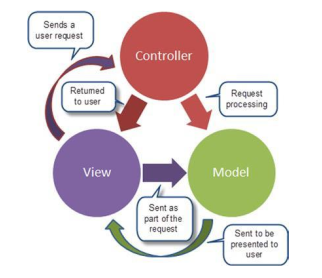 Sends a
user request
Controller
Returned
to user
Request
processing
View
Model
Sent as
part of the
request
Sent to be
presented to
user